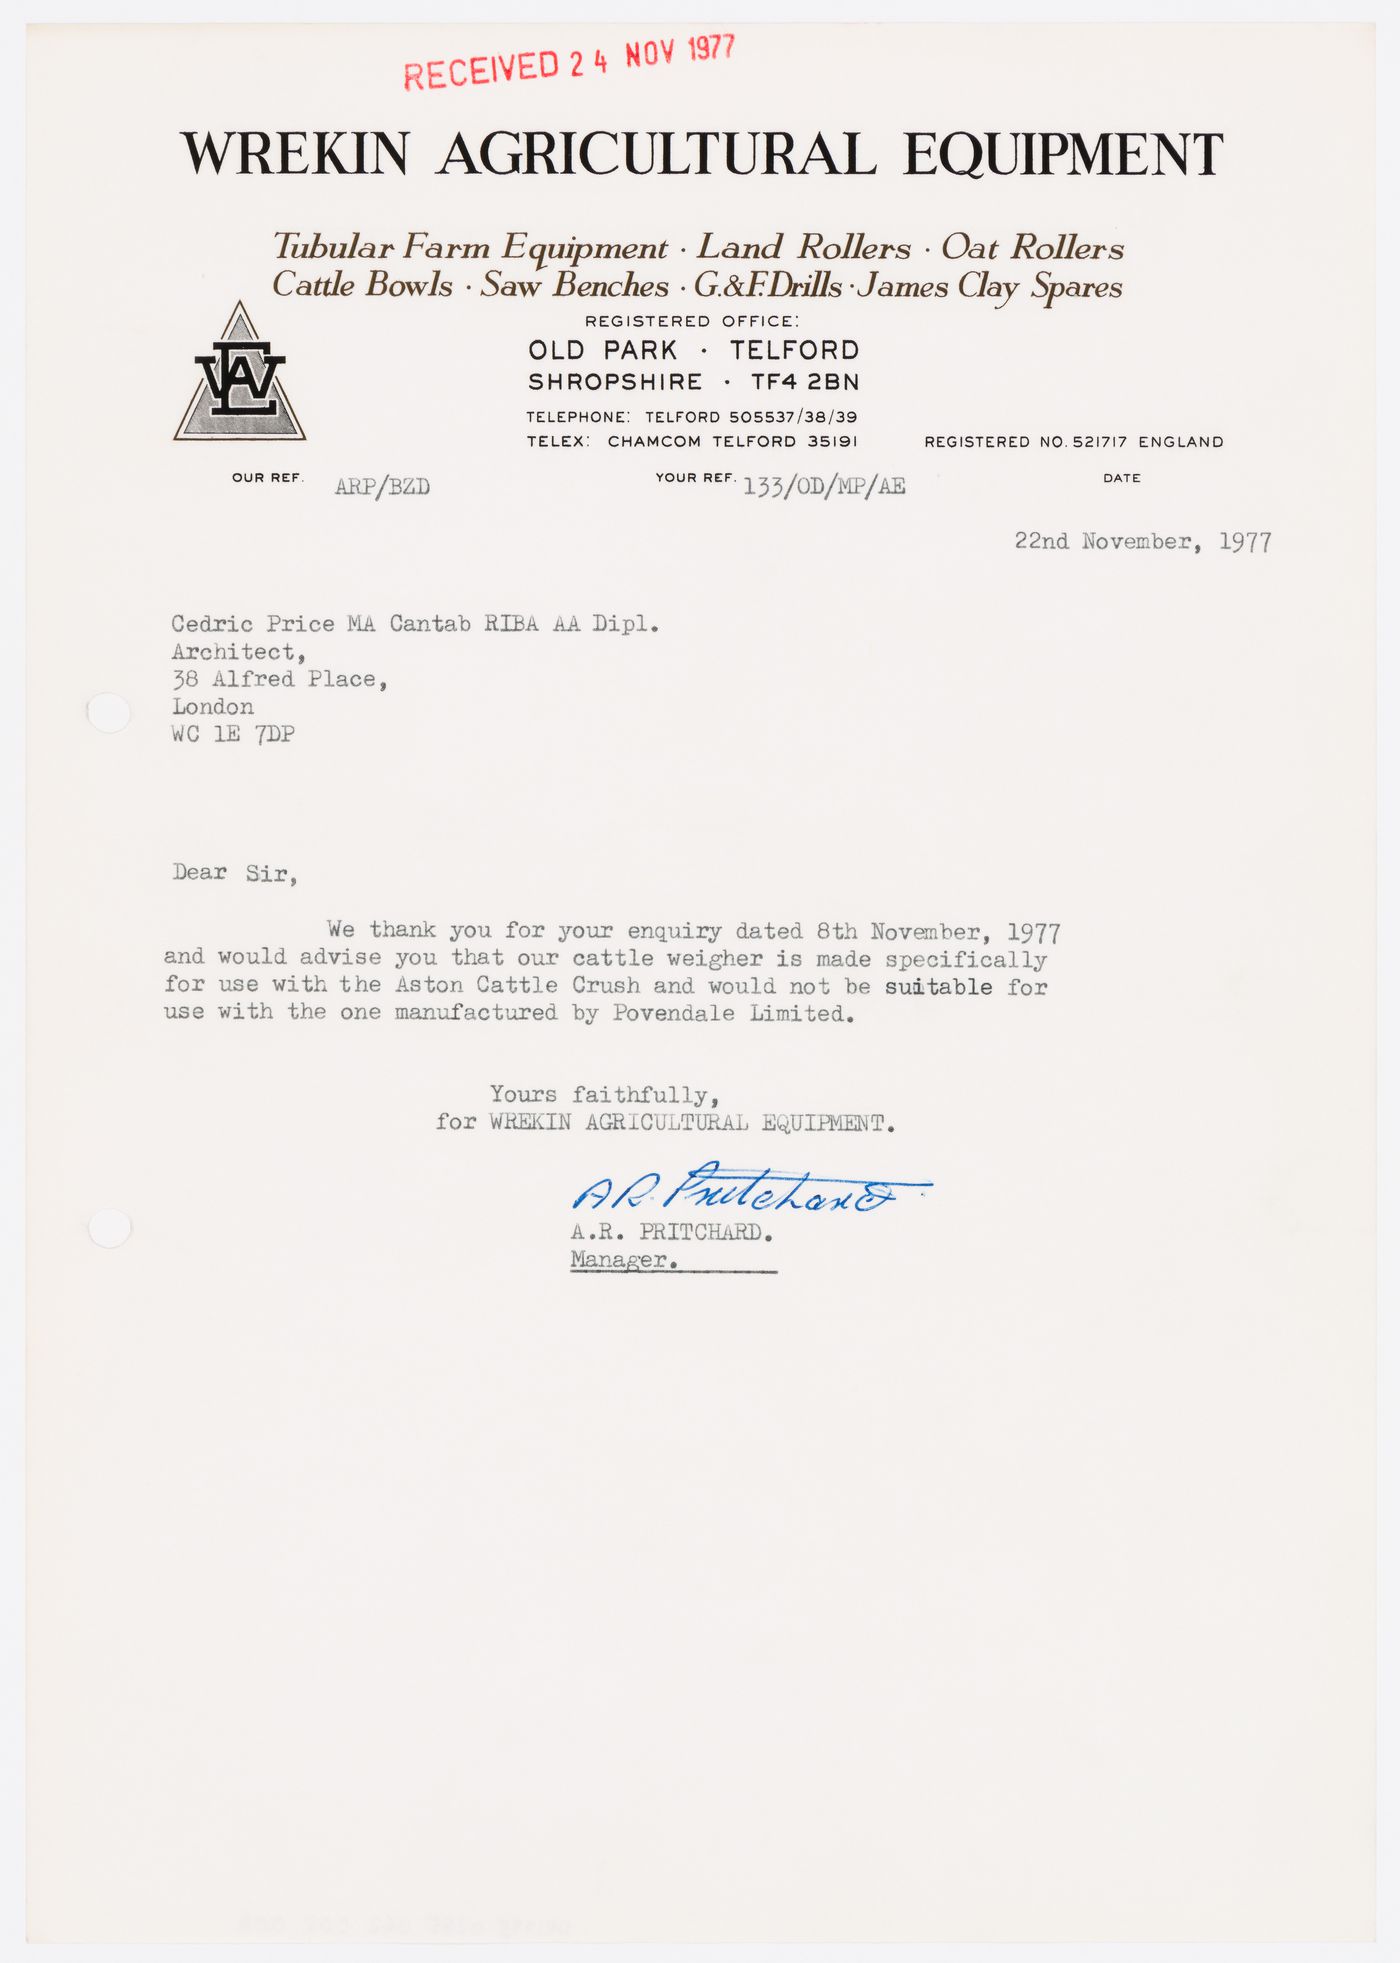 RECEIVED 24 NOV 1977
WREKIN AGRICULTURAL EQUIPMENT
Tubular Farm Equipment · Land Rollers · Oat Rollers
Cattle Bowls · Saw Benches · G.&F. Drills · James Clay Spares
WAE
REGISTERED OFFICE:
OLD PARK · TELFORD
SHROPSHIRE · TF4 2BN
TELEPHONE: TELFORD 505537/38/39
TELEX: CHAMCOM TELFORD 35191 REGISTERED NO. 521717 ENGLAND
OUR REF. ARP/BZD YOUR REF. 133/OD/MP/AE DATE
22nd November, 1977
Cedric Price MA Cantab RIBA AA Dipl.
Architect,
38 Alfred Place,
London
WC 1E 7DP
Dear Sir,
We thank you for your enquiry dated 8th November, 1977
and would advise you that our cattle weigher is made specifically
for use with the Aston Cattle Crush and would not be suitable for
use with the one manufactured by Povendale Limited.
Yours faithfully,
for WREKIN AGRICULTURAL EQUIPMENT.
A R. Pritchard
A.R. PRITCHARD.
Manager.